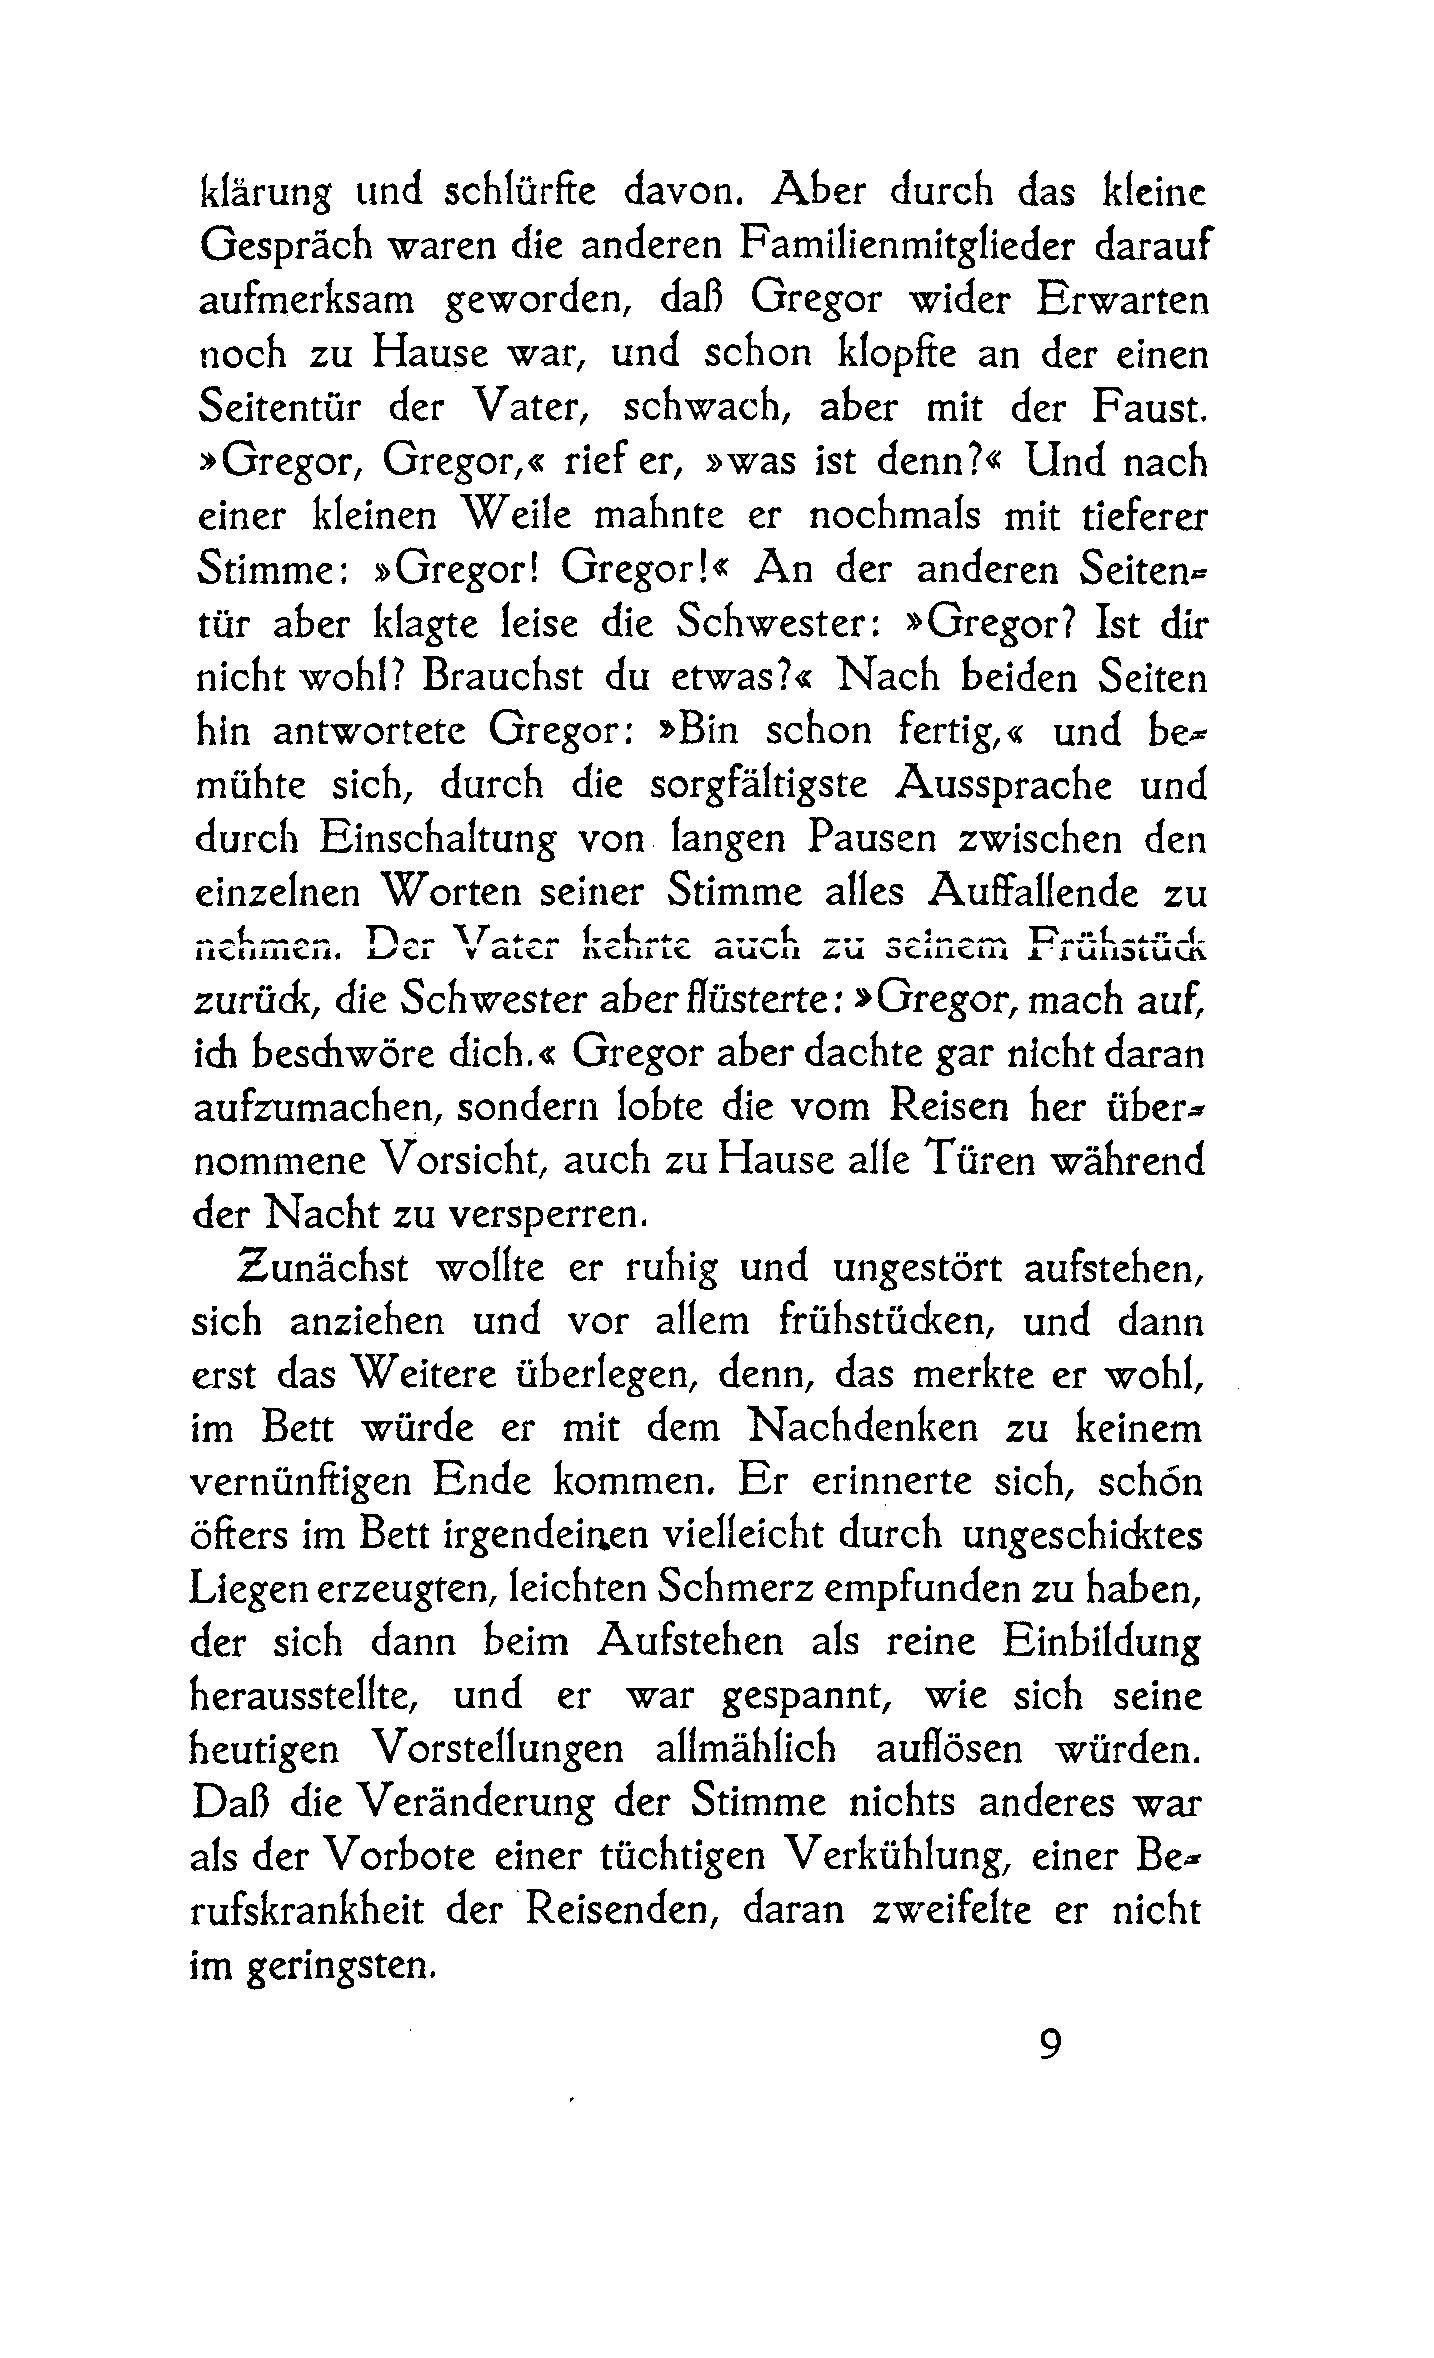 klärung und schlürfte davon. Aber durch das kleine
Gespräch waren die anderen Familienmitglieder darauf
aufmerksam geworden, daß Gregor wider Erwarten
noch zu Hause war, und schon klopfte an der einen
Seitentür der Vater, schwach, aber mit der Faust.
»Gregor, Gregor,« rief er, »was ist denn?« Und nach
einer kleinen Weile mahnte er nochmals mit tieferer
Stimme: »Gregor! Gregor!« An der anderen Seiten-
tür aber klagte leise die Schwester: »Gregor? Ist dir
nicht wohl? Brauchst du etwas?« Nach beiden Seiten
hin antwortete Gregor: »Bin schon fertig,« und be-
mühte sich, durch die sorgfältigste Aussprache und
durch Einschaltung von langen Pausen zwischen den
einzelnen Worten seiner Stimme alles Auffallende zu
nehmen. Der Vater kehrte auch zu seinem Frühstück
zurück, die Schwester aber flüsterte: »Gregor, mach auf,
ich beschwöre dich.« Gregor aber dachte gar nicht daran
aufzumachen, sondern lobte die vom Reisen her über-
nommene Vorsicht, auch zu Hause alle Türen während
der Nacht zu versperren.
Zunächst wollte er ruhig und ungestört aufstehen,
sich anziehen und vor allem frühstücken, und dann
erst das Weitere überlegen, denn, das merkte er wohl,
im Bett würde er mit dem Nachdenken zu keinem
vernünftigen Ende kommen. Er erinnerte sich, schon
öfters im Bett irgendeinen vielleicht durch ungeschicktes
Liegen erzeugten, leichten Schmerz empfunden zu haben,
der sich dann beim Aufstehen als reine Einbildung
herausstellte, und er war gespannt, wie sich seine
heutigen Vorstellungen allmählich auflösen würden.
Daß die Veränderung der Stimme nichts anderes war
als der Vorbote einer tüchtigen Verkühlung, einer Be-
rufskrankheit der Reisenden, daran zweifelte er nicht
im geringsten.
9